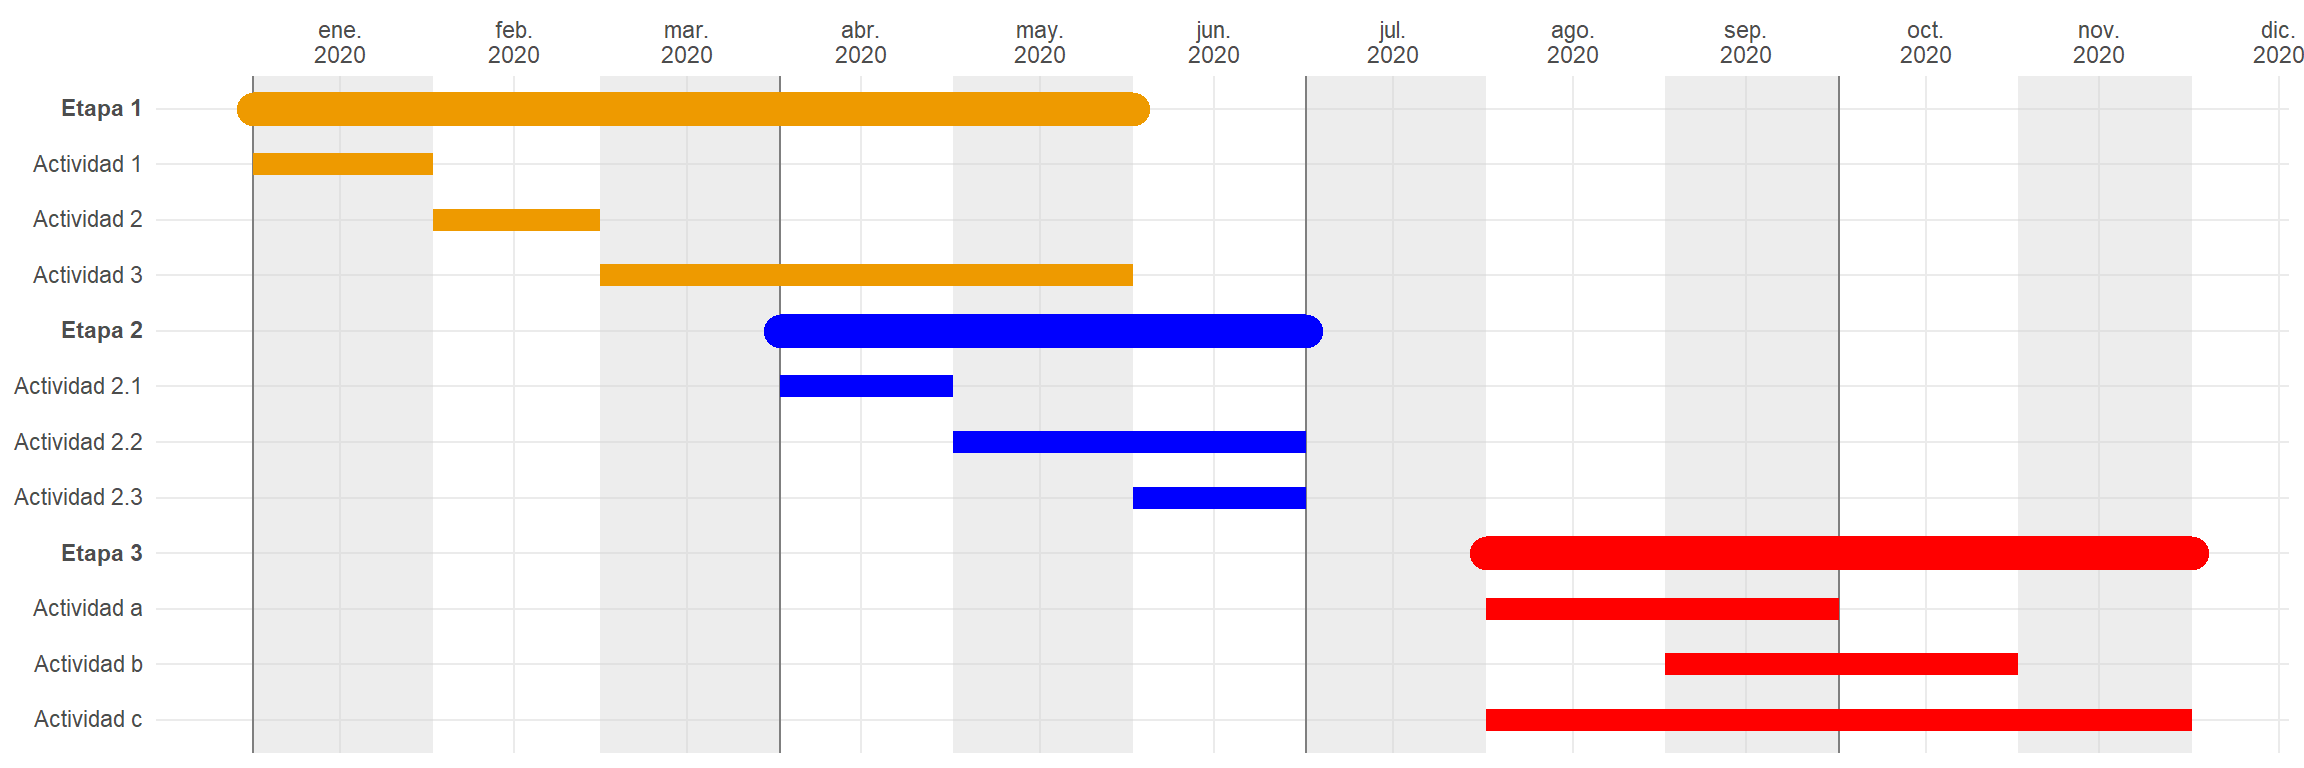 ene. feb. mar. abr. may. jun. jul. ago. sep. oct. nov. dic.
2020 2020 2020 2020 2020 2020 2020 2020 2020 2020 2020 2020
Etapa 1
Actividad 1
Actividad 2
Actividad 3
Etapa 2
Actividad 2.1
Actividad 2.2
Actividad 2.3
Etapa 3
Actividad a
Actividad b
Actividad c